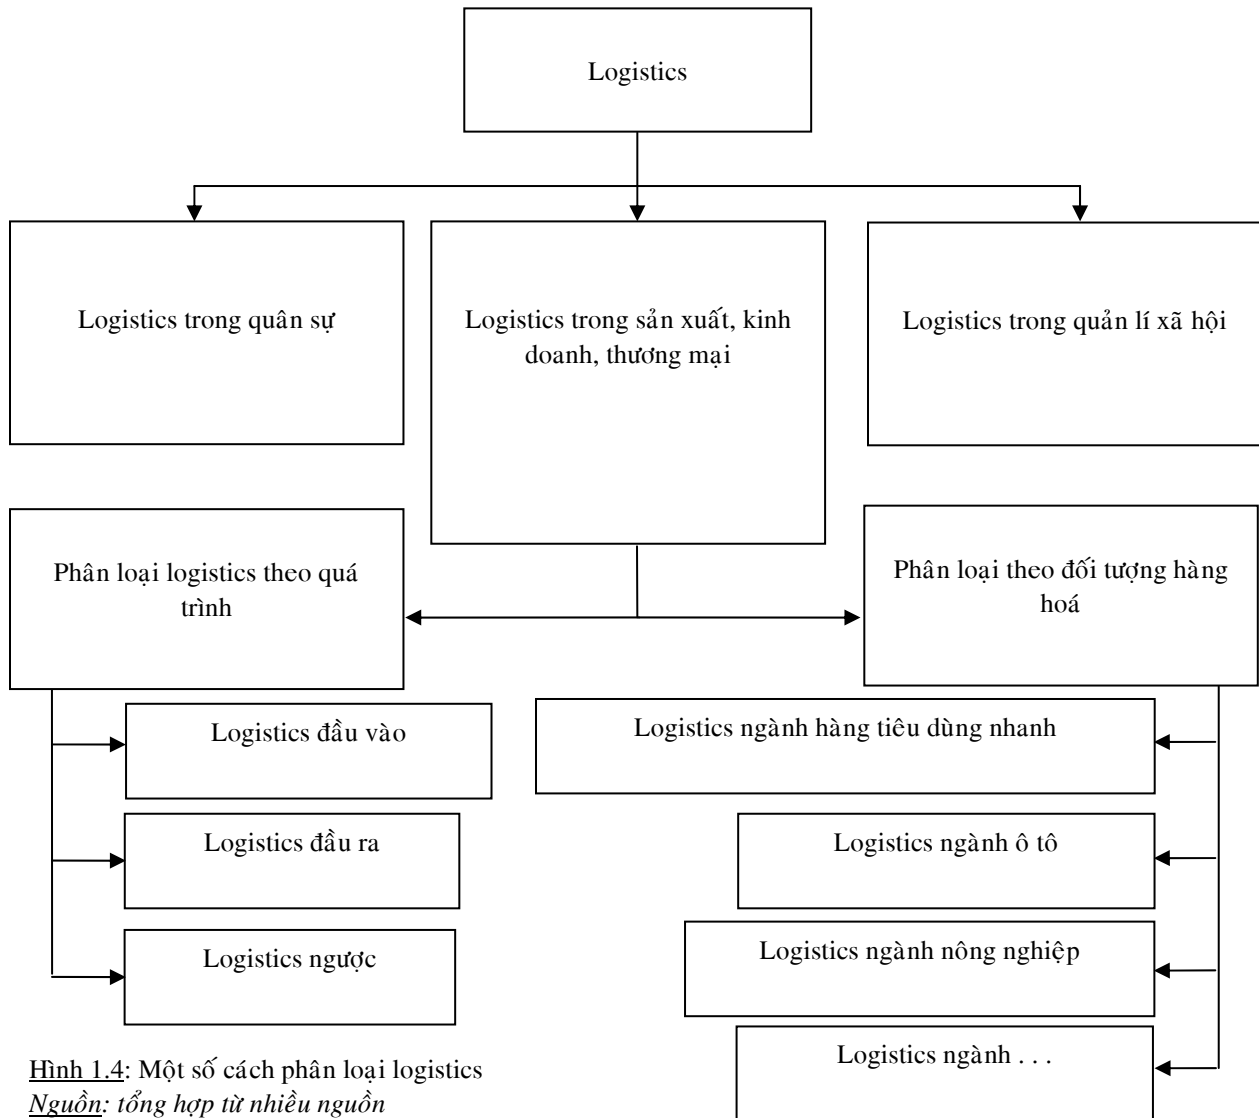 Logistics
Logistics trong quân sự
Logistics trong sản xuất, kinh
doanh, thương mại
Logistics trong quản lí xã hội
Phân loại logistics theo quá
trình
Phân loại theo đối tượng hàng
hoá
Logistics đầu vào
Logistics đầu ra
Logistics ngược
Logistics ngành hàng tiêu dùng nhanh
Logistics ngành ô tô
Logistics ngành nông nghiệp
Logistics ngành . . .
Hình 1.4: Một số cách phân loại logistics
Nguồn: tổng hợp từ nhiều nguồn